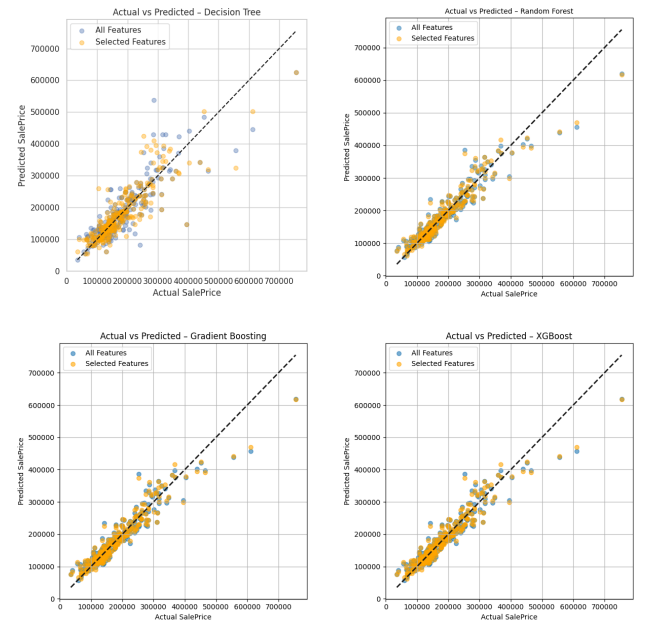 Actual vs Predicted – Decision Tree
All Features
Selected Features
700000
600000
500000
400000
300000
200000
100000
0
Predicted SalePrice
0 100000 200000 300000 400000 500000 600000 700000
Actual SalePrice
Actual vs Predicted – Random Forest
All Features
Selected Features
700000
600000
500000
400000
300000
200000
100000
0
Predicted SalePrice
0 100000 200000 300000 400000 500000 600000 700000
Actual SalePrice
Actual vs Predicted – Gradient Boosting
All Features
Selected Features
700000
600000
500000
400000
300000
200000
100000
0
Predicted SalePrice
0 100000 200000 300000 400000 500000 600000 700000
Actual SalePrice
Actual vs Predicted – XGBoost
All Features
Selected Features
700000
600000
500000
400000
300000
200000
100000
0
Predicted SalePrice
0 100000 200000 300000 400000 500000 600000 700000
Actual SalePrice